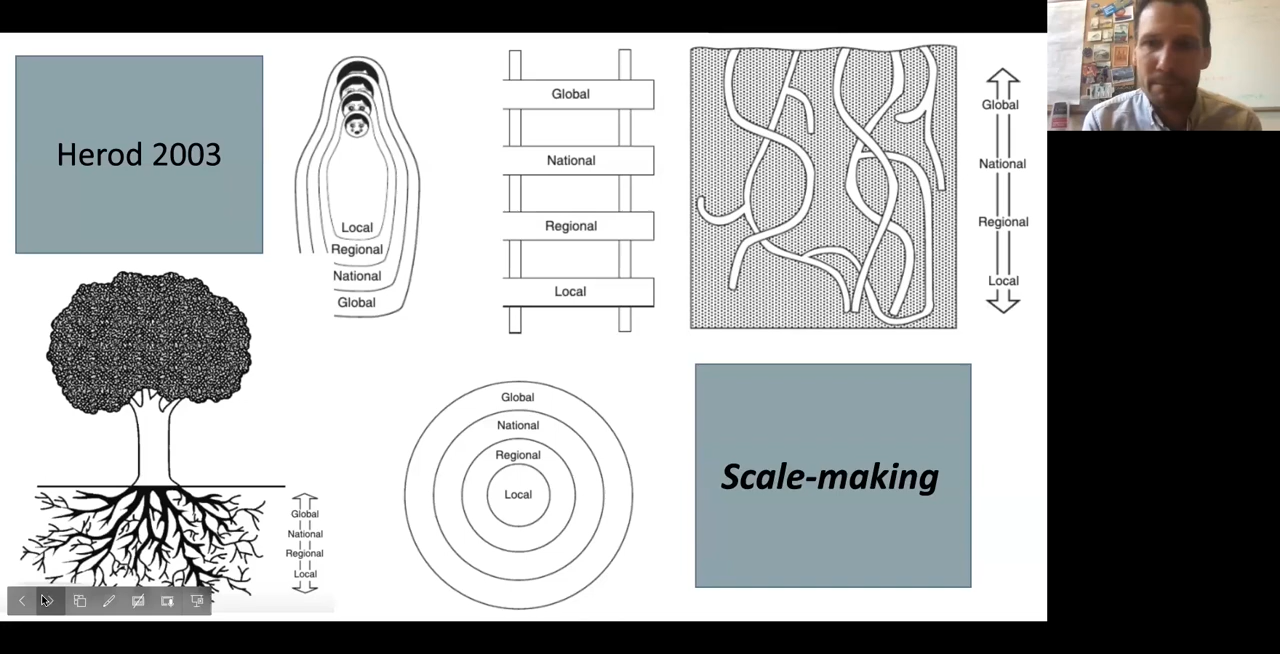 Herod 2003
Local
Regional
National
Global
Global
National
Regional
Local
Global
National
Regional
Local
Global
National
Regional
Local
Global
National
Regional
Local
Scale-making